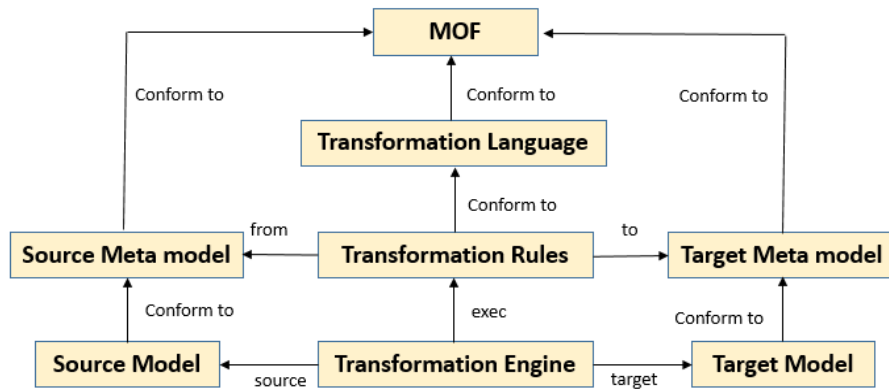 MOF
Conform to
Conform to
Conform to
Transformation Language
Conform to
from
to
Source Meta model
Transformation Rules
Target Meta model
Conform to
exec
Conform to
Source Model
Transformation Engine
Target Model
source
target